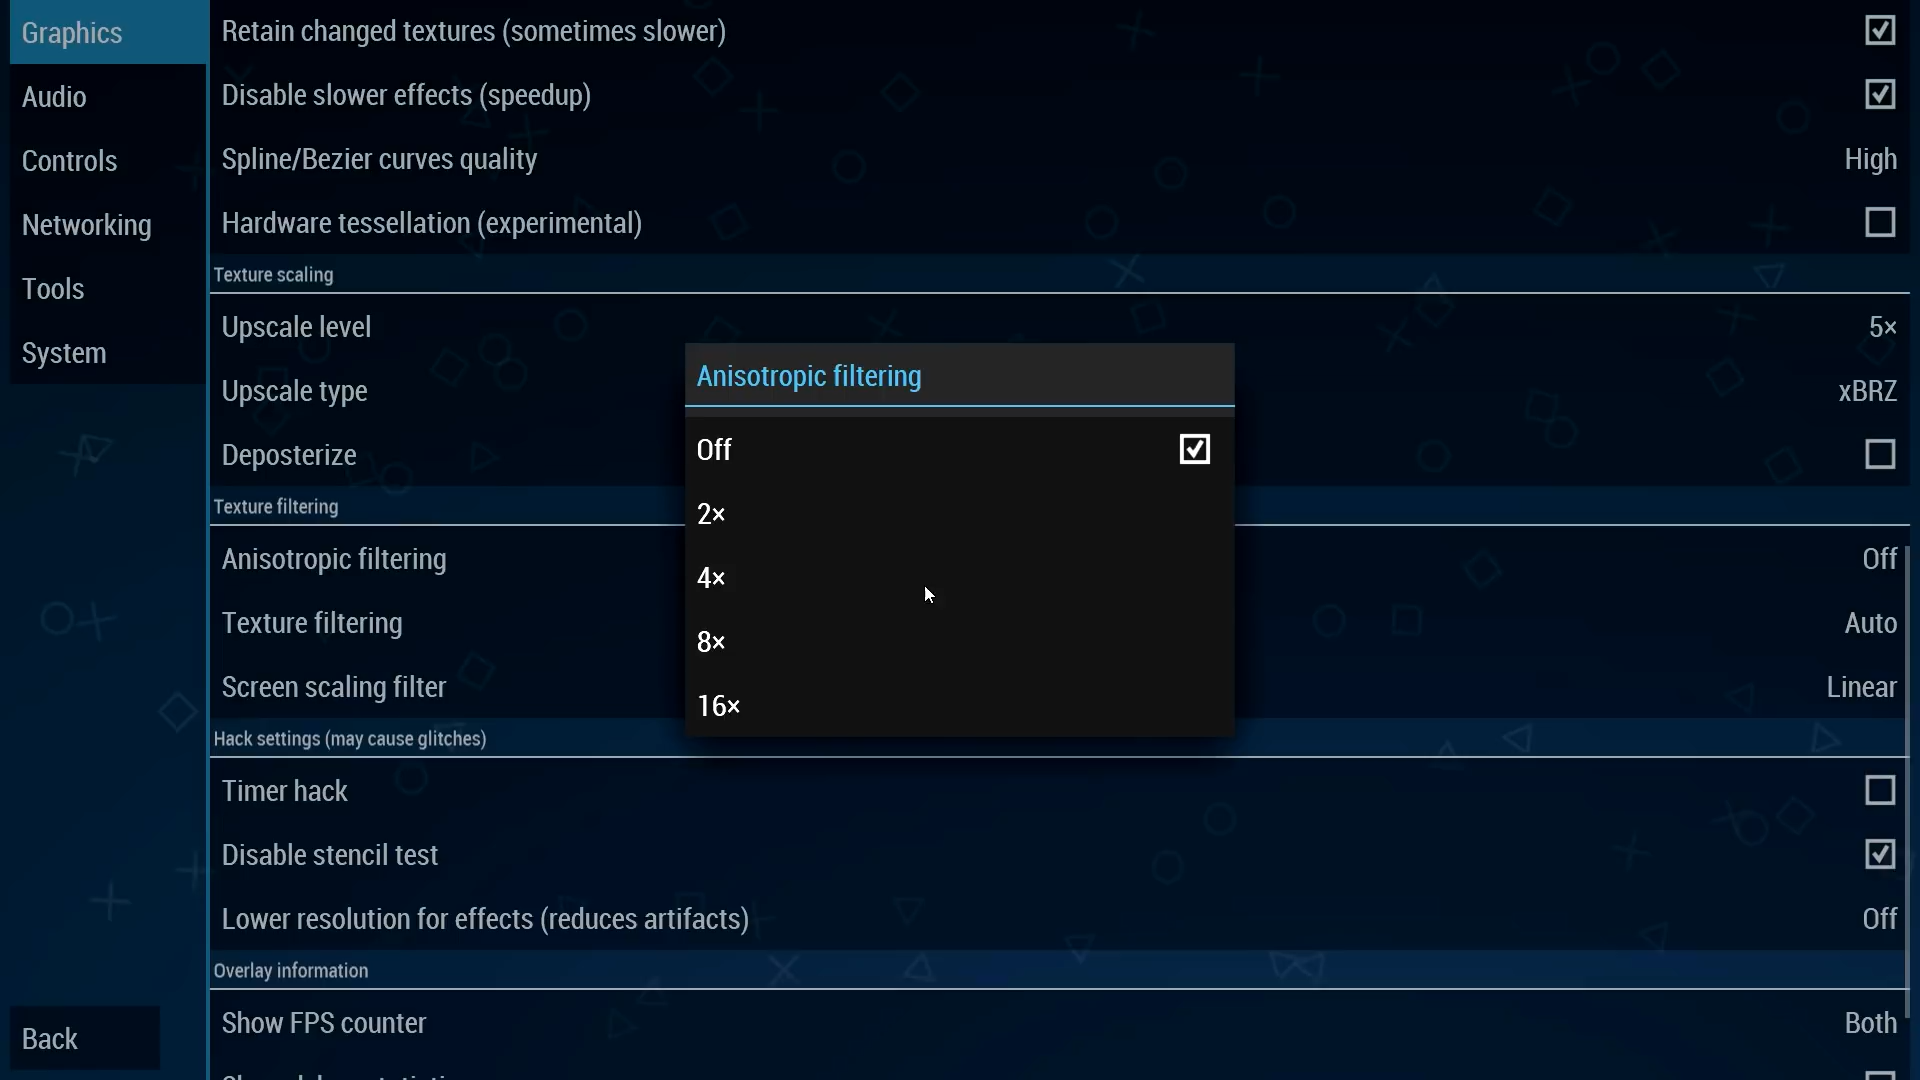 Graphics
Audio
Controls
Networking
Tools
System
Back
Retain changed textures (sometimes slower)
Disable slower effects (speedup)
Spline/Bezier curves quality High
Hardware tessellation (experimental)
Texture scaling
Upscale level 5×
Upscale type xBRZ
Deposterize
Texture filtering
Anisotropic filtering Off
Texture filtering Auto
Screen scaling filter Linear
Hack settings (may cause glitches)
Timer hack
Disable stencil test
Lower resolution for effects (reduces artifacts) Off
Overlay information
Show FPS counter Both
Anisotropic filtering
Off
2×
4×
8×
16×